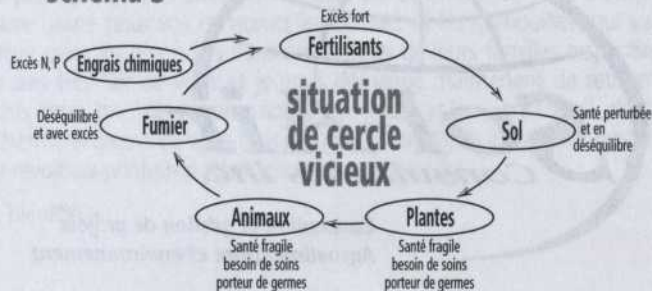 Excès fort
Excès N, P
Engrais chimiques
Fertilisants
Déséquilibré
et avec excès
Fumier
situation
de cercle
vicieux
Sol
Santé perturbée
et en
déséquilibre
Animaux
Plantes
Santé fragile
besoin de soins
porteur de germes
Santé fragile
besoin de soins
porteur de germes